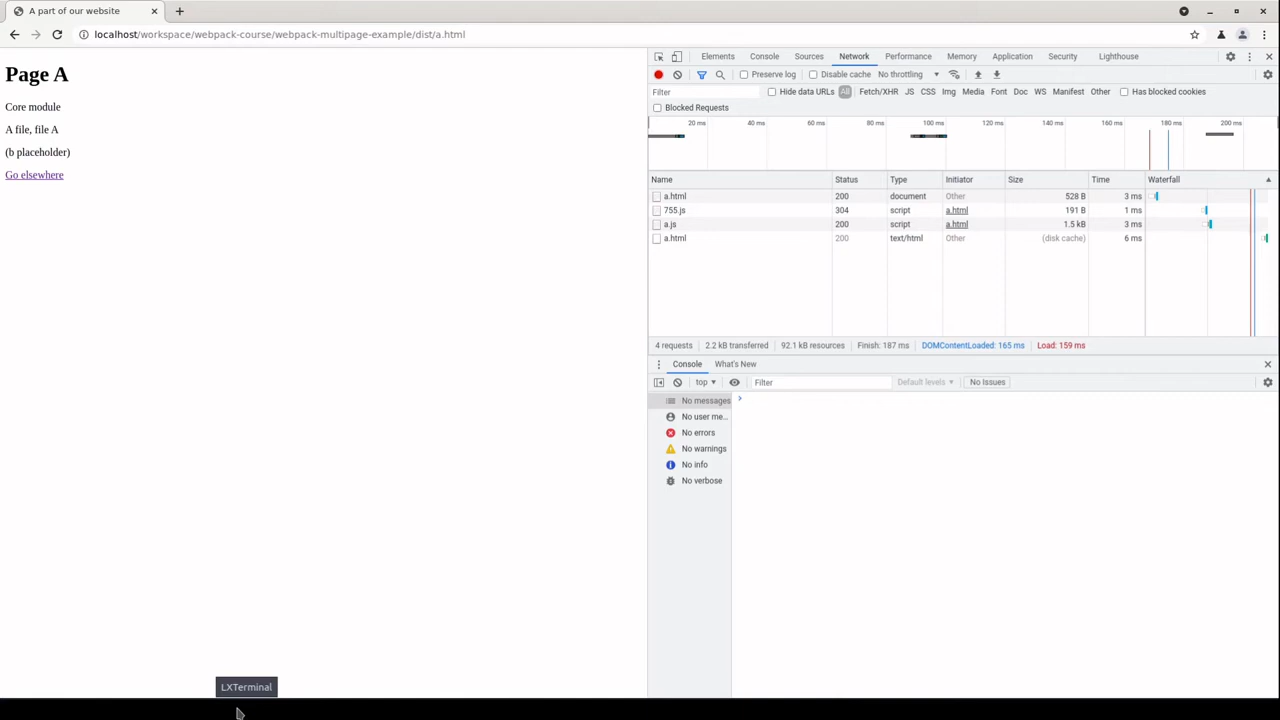 A part of our website
localhost/workspace/webpack-course/webpack-multipage-example/dist/a.html
Page A
Core module
A file, file A
(b placeholder)
Go elsewhere
Elements Console Sources Network Performance Memory Application Security Lighthouse
Preserve log Disable cache No throttling
Filter Hide data URLs All Fetch/XHR JS CSS Img Media Font Doc WS Manifest Other Has blocked cookies
Blocked Requests
20 ms 40 ms 60 ms 80 ms 100 ms 120 ms 140 ms 160 ms 180 ms 200 ms
Name Status Type Initiator Size Time Waterfall
a.html 200 document Other 528 B 3 ms
755.js 304 script a.html 191 B 1 ms
a.js 200 script a.html 1.5 kB 3 ms
a.html 200 text/html Other (disk cache) 6 ms
4 requests 2.2 kB transferred 92.1 kB resources Finish: 187 ms DOMContentLoaded: 165 ms Load: 159 ms
Console What's New
top Filter Default levels No Issues
No messages
No user me...
No errors
No warnings
No info
No verbose
LXTerminal